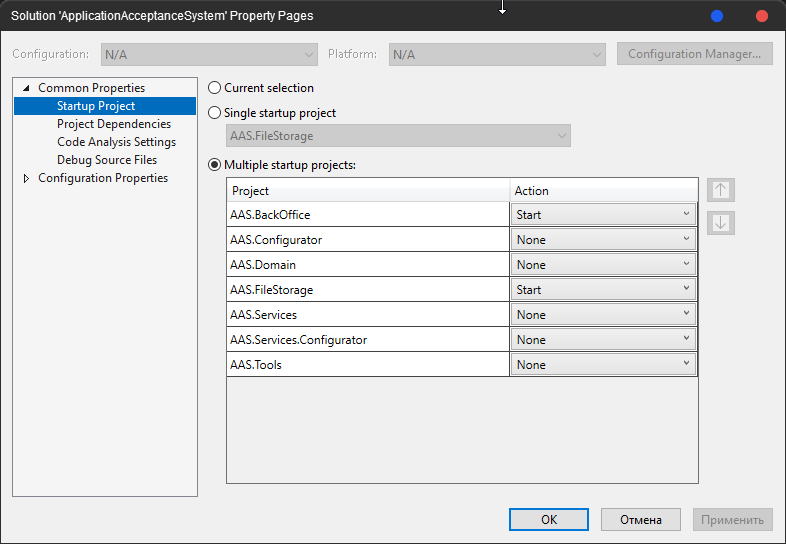 Solution 'ApplicationAcceptanceSystem' Property Pages
Configuration: N/A Platform: N/A Configuration Manager...
Common Properties
Startup Project
Project Dependencies
Code Analysis Settings
Debug Source Files
Configuration Properties
Current selection
Single startup project
AAS.FileStorage
Multiple startup projects:
Project Action
AAS.BackOffice Start
AAS.Configurator None
AAS.Domain None
AAS.FileStorage Start
AAS.Services None
AAS.Services.Configurator None
AAS.Tools None
OK Отмена Применить